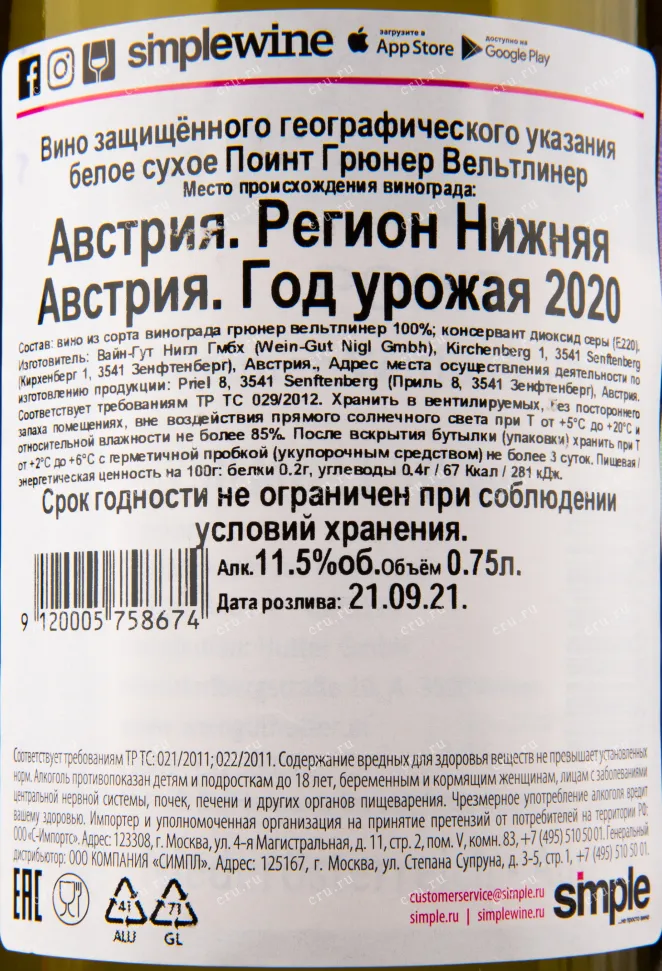 simplewine загрузите в App Store доступно на Google Play
Вино защищённого географического указания
белое сухое Поинт Грюнер Вельтлинер
Место происхождения винограда:
Австрия. Регион Нижняя
Австрия. Год урожая 2020
Состав: вино из сорта винограда грюнер вельтлинер 100%; консервант диоксид серы (E220).
Изготовитель: Вайн-Гут Нигл Гмбх (Wein-Gut Nigl Gmbh), Kirchenberg 1, 3541 Senftenberg
(Кирхенберг 1, 3541 Зенфтенберг), Австрия., Адрес места осуществления деятельности по
изготовлению продукции: Priel 8, 3541 Senftenberg (Приль 8, 3541 Зенфтенберг), Австрия.
Соответствует требованиям ТР ТС 029/2012. Хранить в вентилируемых, без постороннего
запаха помещениях, вне воздействия прямого солнечного света при Т от +5°C до +20°C и
относительной влажности не более 85%. После вскрытия бутылки (упаковки) хранить при Т
от +2°C до +6°C с герметичной пробкой (укупорочным средством) не более 3 суток. Пищевая /
энергетическая ценность на 100г: белки 0.2г, углеводы 0.4г / 67 Ккал / 281 кДж.
Срок годности не ограничен при соблюдении
условий хранения.
Алк. 11.5%об. Объём 0.75л.
Дата розлива: 21.09.21.
9 120005 758674
Соответствует требованиям ТР ТС: 021/2011; 022/2011. Содержание вредных для здоровья веществ не превышает установленных
норм. Алкоголь противопоказан детям и подросткам до 18 лет, беременным и кормящим женщинам, лицам с заболеваниями
центральной нервной системы, почек, печени и других органов пищеварения. Чрезмерное употребление алкоголя вредит
вашему здоровью. Импортер и уполномоченная организация на принятие претензий от потребителей на территории РФ:
ООО «С-Импортс». Адрес: 123308, г. Москва, ул. 4-я Магистральная, д. 11, стр. 2, пом. V, комн. 83, +7 (495) 510 50 01. Генеральный
дистрибьютор: ООО КОМПАНИЯ «СИМПЛ». Адрес: 125167, г. Москва, ул. Степана Супруна, д. 3-5, стр. 1, +7 (495) 510 50 01.
EAC
41
ALU
71
GL
customerservice@simple.ru
simple.ru | simplewine.ru
simple
...не просто вино
cru.ru